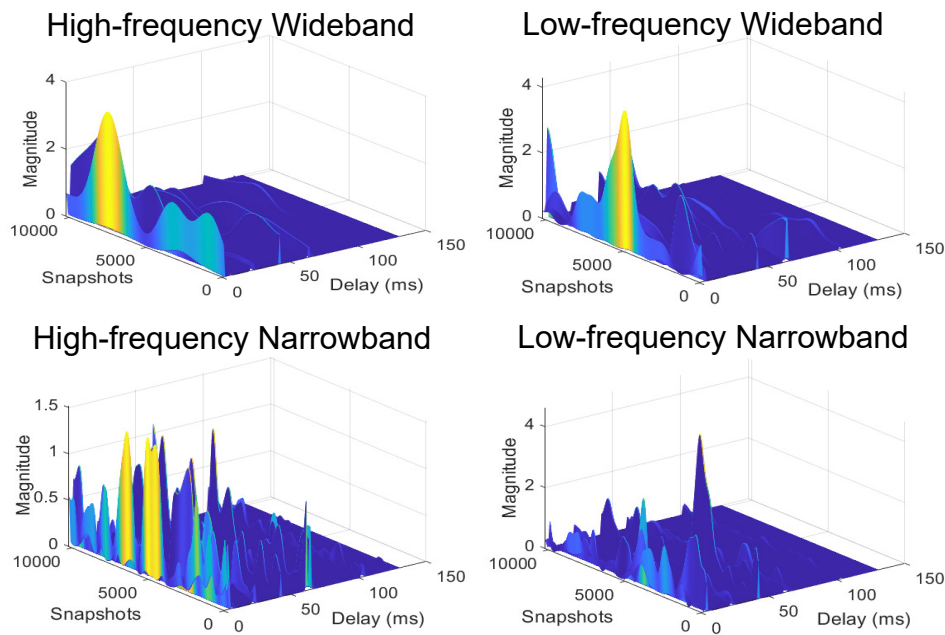 High-frequency Wideband
4
2
0
Magnitude
10000
5000
0
Snapshots
0
50
100
150
Delay (ms)
Low-frequency Wideband
4
2
0
Magnitude
10000
5000
0
Snapshots
0
50
100
150
Delay (ms)
High-frequency Narrowband
1.5
1
0.5
0
Magnitude
10000
5000
0
Snapshots
0
50
100
150
Delay (ms)
Low-frequency Narrowband
4
2
0
Magnitude
10000
5000
0
Snapshots
0
50
100
150
Delay (ms)